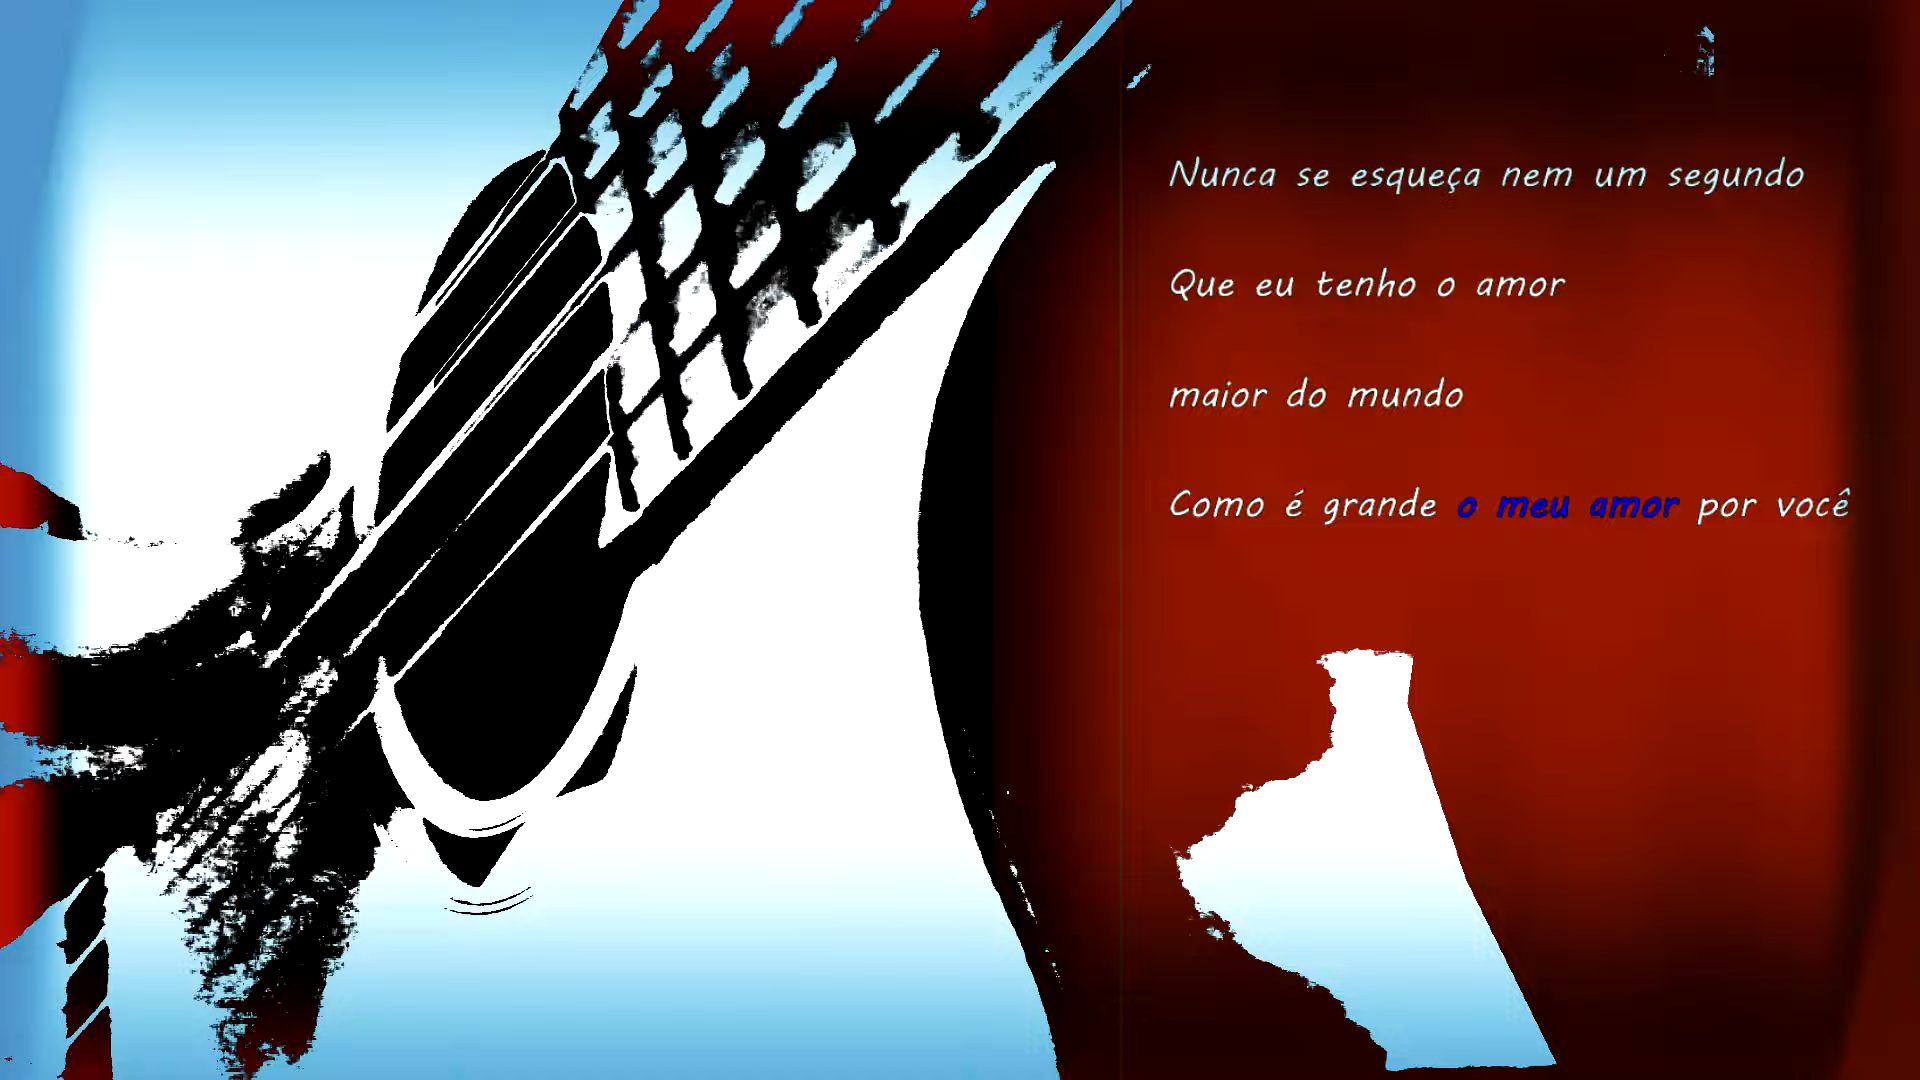 Nunca se esqueça nem um segundo
Que eu tenho o amor
maior do mundo
Como é grande o meu amor por você